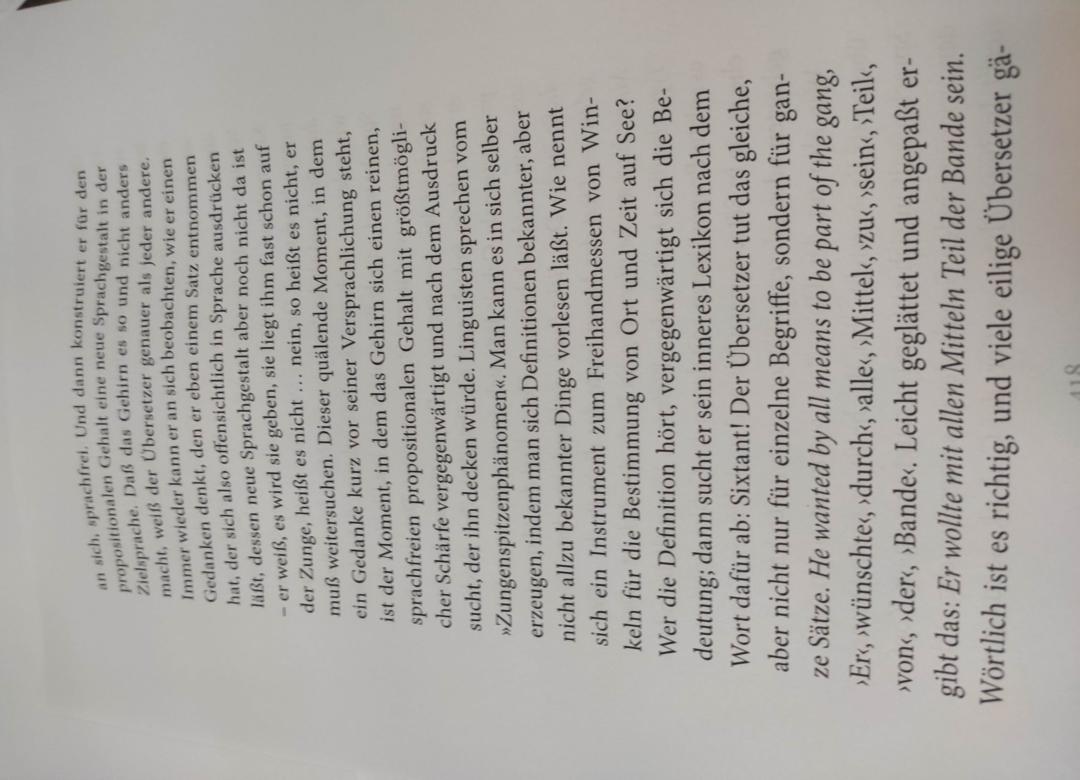 an sich, sprachfrei. Und dann konstruiert er für den
propositionalen Gehalt eine neue Sprachgestalt in der
Zielsprache. Daß das Gehirn es so und nicht anders
macht, weiß der Übersetzer genauer als jeder andere.
Immer wieder kann er an sich beobachten, wie er einen
Gedanken denkt, den er eben einem Satz entnommen
hat, der sich also offensichtlich in Sprache ausdrücken
läßt, dessen neue Sprachgestalt aber noch nicht da ist
– er weiß, es wird sie geben, sie liegt ihm fast schon auf
der Zunge, heißt es nicht … nein, so heißt es nicht, er
muß weitersuchen. Dieser quälende Moment, in dem
ein Gedanke kurz vor seiner Versprachlichung steht,
ist der Moment, in dem das Gehirn sich einen reinen,
sprachfreien propositionalen Gehalt mit größtmögli-
cher Schärfe vergegenwärtigt und nach dem Ausdruck
sucht, der ihn decken würde. Linguisten sprechen vom
»Zungenspitzenphänomen«. Man kann es in sich selber
erzeugen, indem man sich Definitionen bekannter, aber
nicht allzu bekannter Dinge vorlesen läßt. Wie nennt
sich ein Instrument zum Freihandmessen von Win-
keln für die Bestimmung von Ort und Zeit auf See?
Wer die Definition hört, vergegenwärtigt sich die Be-
deutung; dann sucht er sein inneres Lexikon nach dem
Wort dafür ab: Sixtant! Der Übersetzer tut das gleiche,
aber nicht nur für einzelne Begriffe, sondern für gan-
ze Sätze. He wanted by all means to be part of the gang,
›Er‹, ›wünschte‹, ›durch‹, ›alle‹, ›Mittel‹, ›zu‹, ›sein‹, ›Teil‹,
›von‹, ›der‹, ›Bande‹. Leicht geglättet und angepaßt er-
gibt das: Er wollte mit allen Mitteln Teil der Bande sein.
Wörtlich ist es richtig, und viele eilige Übersetzer gä-
418